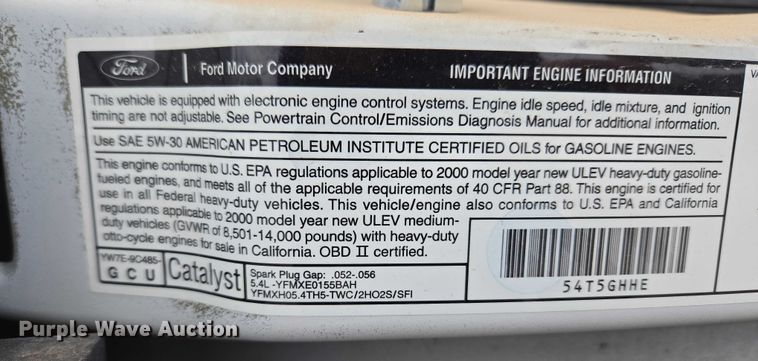 Ford Ford Motor Company IMPORTANT ENGINE INFORMATION
This vehicle is equipped with electronic engine control systems. Engine idle speed, idle mixture, and ignition
timing are not adjustable. See Powertrain Control/Emissions Diagnosis Manual for additional information.
Use SAE 5W-30 AMERICAN PETROLEUM INSTITUTE CERTIFIED OILS for GASOLINE ENGINES.
This engine conforms to U.S. EPA regulations applicable to 2000 model year new ULEV heavy-duty gasoline-
fueled engines, and meets all of the applicable requirements of 40 CFR Part 88. This engine is certified for
use in all Federal heavy-duty vehicles. This vehicle/engine also conforms to U.S. EPA and California
regulations applicable to 2000 model year new ULEV medium-
duty vehicles (GVWR of 8,501-14,000 pounds) with heavy-duty
otto-cycle engines for sale in California. OBD II certified.
YW7E-9C485-
GCU
Catalyst
Spark Plug Gap: .052-.056
5.4L -YFMXE0155BAH
YFMXH05.4TH5-TWC/2HO2S/SFI
54T5GHHE
Purple Wave Auction